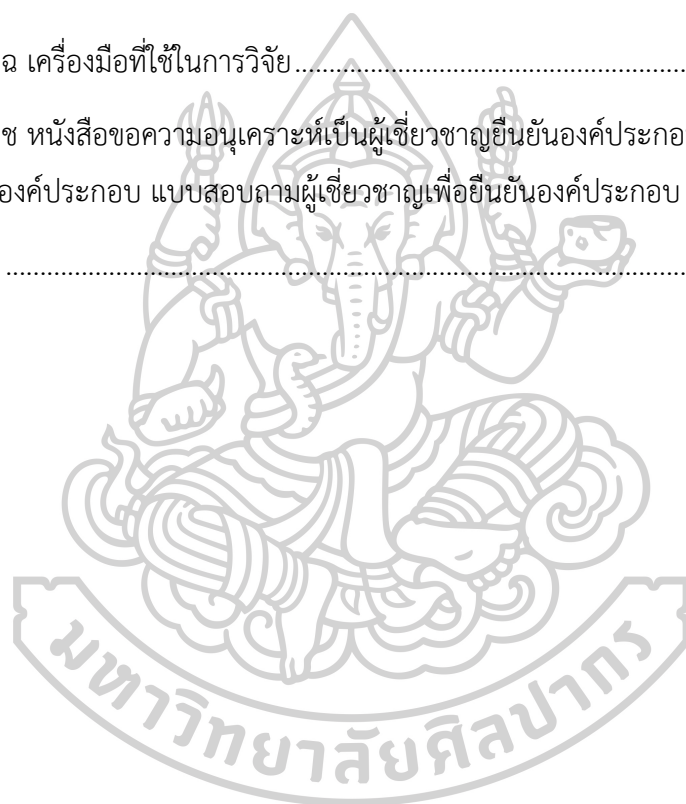 ฉ เครื่องมือที่ใช้ในการวิจัย
ช หนังสือขอความอนุเคราะห์เป็นผู้เชี่ยวชาญยืนยันองค์ประกอ
องค์ประกอบ แบบสอบถามผู้เชี่ยวชาญเพื่อยืนยันองค์ประกอบ
มหาวิทยาลัยศิลปากร